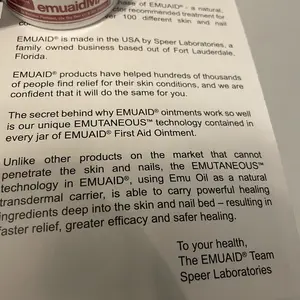 emuaidM
hase of EMUAID® - a natural,
recommended treatment for
er 100 different skin and nail
co
EMUAID® is made in the USA by Speer Laboratories, a
family owned business based out of Fort Lauderdale,
Florida.
EMUAID® products have helped hundreds of thousands
of people find relief for their skin conditions, and we are
confident that it will do the same for you.
The secret behind why EMUAID® ointments work so well
is our unique EMUTANEOUS™ technology contained in
every jar of EMUAID® First Aid Ointment.
Unlike other products on the market that cannot
penetrate the skin and nails, the EMUTANEOUS™
technology in EMUAID®, using Emu Oil as a natural
transdermal carrier, is able to carry powerful healing
ingredients deep into the skin and nail bed – resulting in
faster relief, greater efficacy and safer healing.
To your health,
The EMUAID® Team
Speer Laboratories